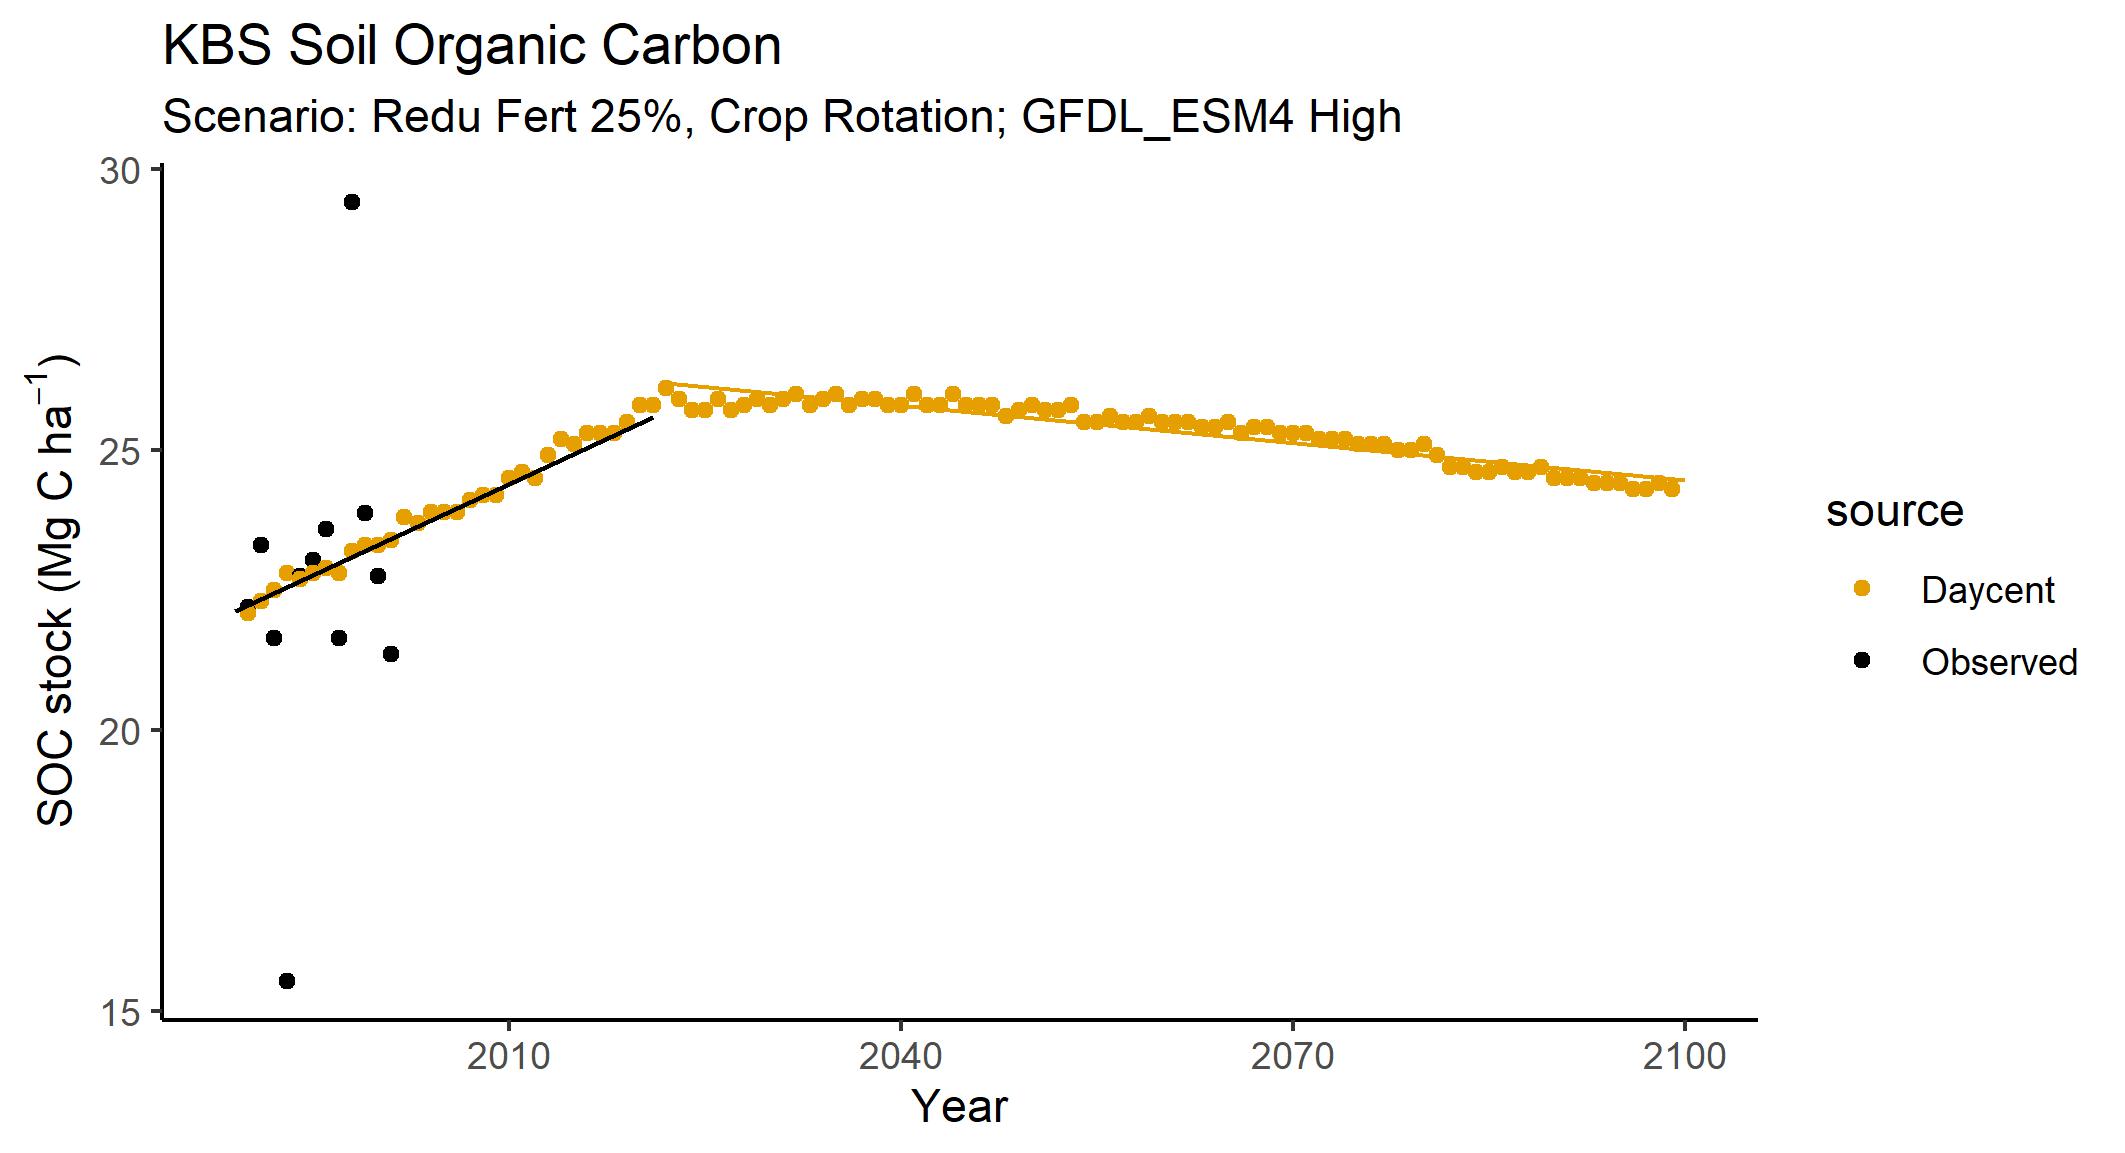 KBS Soil Organic Carbon
Scenario: Redu Fert 25%, Crop Rotation; GFDL_ESM4 High
30
25
20
15
SOC stock (Mg C ha⁻¹)
2010 2040 2070 2100
Year
source
Daycent
Observed